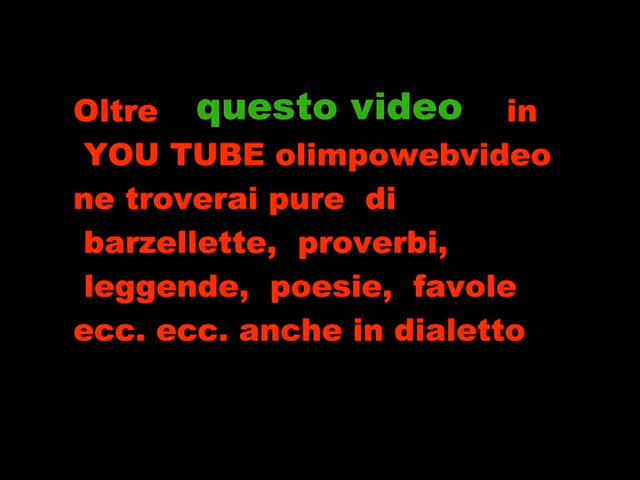 Oltre questo video in
YOU TUBE olimpowebvideo
ne troverai pure di
barzellette, proverbi,
leggende, poesie, favole
ecc. ecc. anche in dialetto